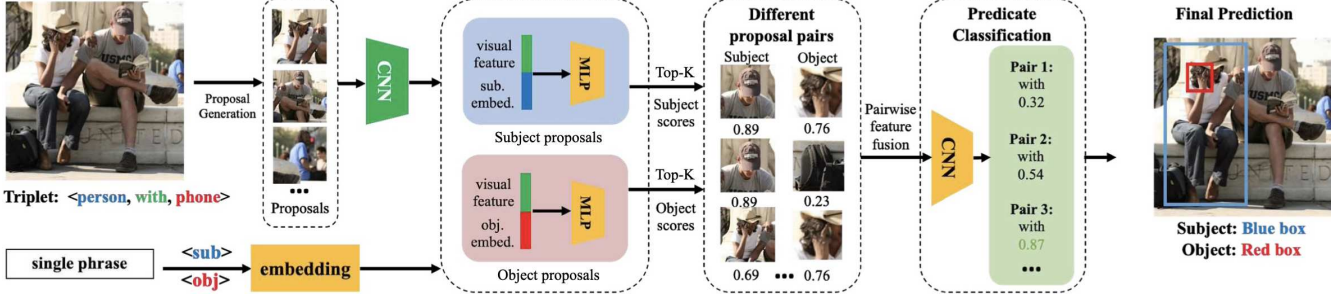 Triplet: <person, with, phone>
single phrase
<sub>
<obj>
embedding
Proposal
Generation
Proposals
CNN
visual
feature
sub.
embed.
MLP
Subject proposals
visual
feature
obj.
embed.
MLP
Object proposals
Top-K
Subject
scores
Top-K
Object
scores
Different
proposal pairs
Subject Object
0.89 0.76
0.89 0.23
0.69 ••• 0.76
Pairwise
feature
fusion
CNN
Predicate
Classification
Pair 1:
with
0.32
Pair 2:
with
0.54
Pair 3:
with
0.87
Final Prediction
Subject: Blue box
Object: Red box
UNITED
USMC